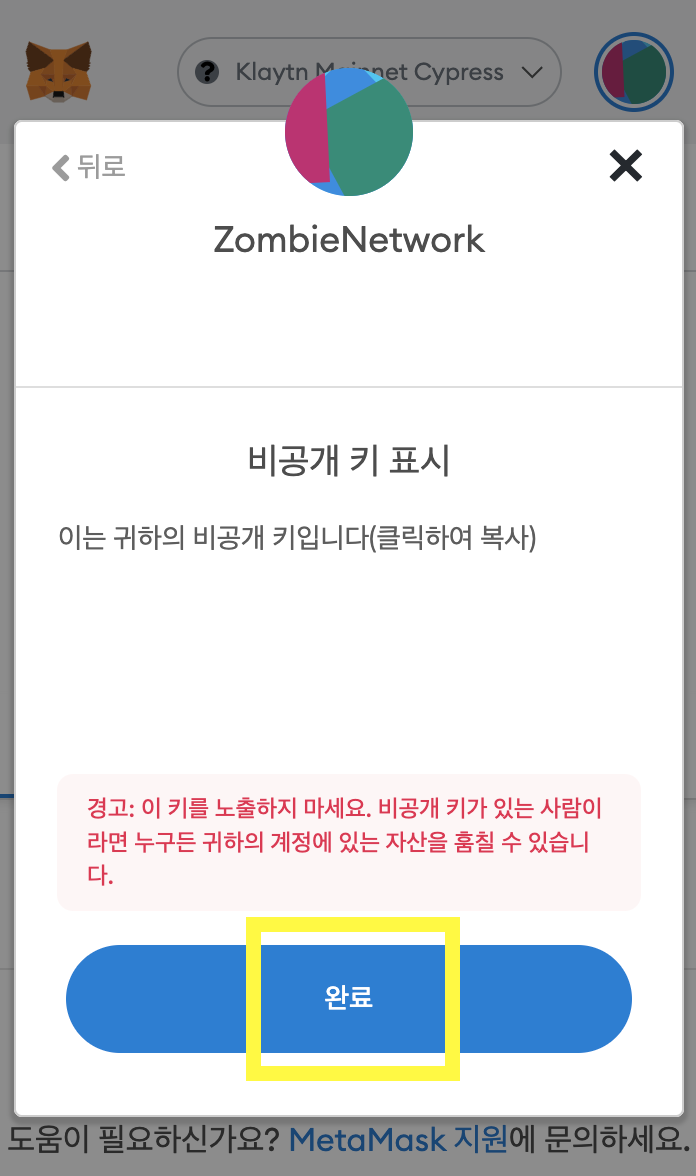 Klaytn Mainnet Cypress
뒤로
ZombieNetwork
비공개 키 표시
이는 귀하의 비공개 키입니다(클릭하여 복사)
경고: 이 키를 노출하지 마세요. 비공개 키가 있는 사람이
라면 누구든 귀하의 계정에 있는 자산을 훔칠 수 있습니
다.
완료
도움이 필요하신가요? MetaMask 지원에 문의하세요.